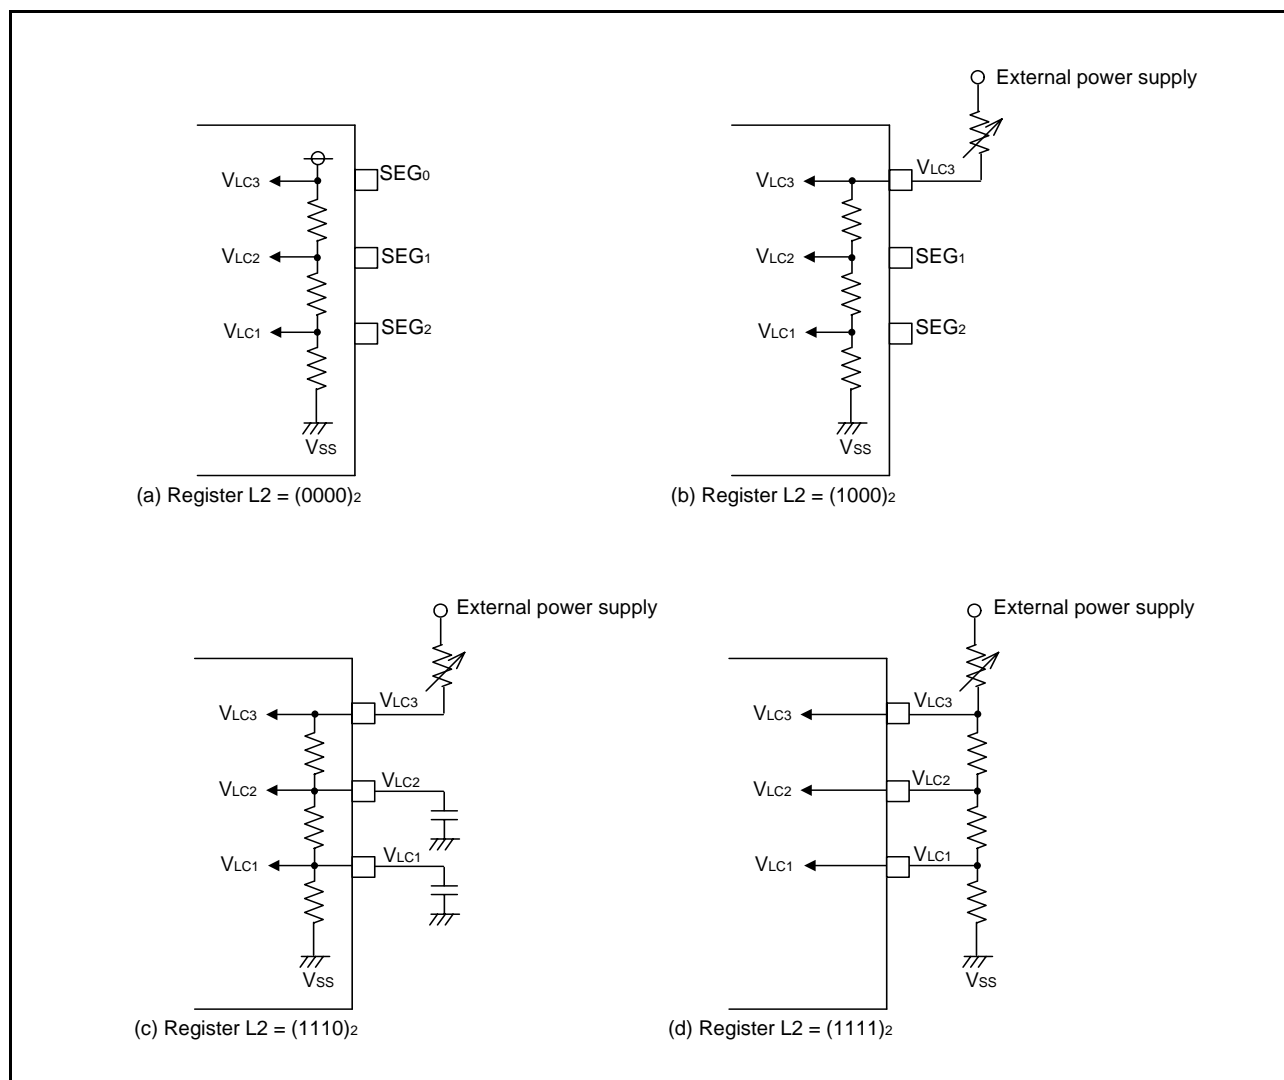 VLC3
SEG0
VLC2
SEG1
VLC1
SEG2
VSS
(a) Register L2 = (0000)2
External power supply
VLC3
VLC3
VLC2
SEG1
VLC1
SEG2
VSS
(b) Register L2 = (1000)2
External power supply
VLC3
VLC3
VLC2
VLC2
VLC1
VLC1
VSS
(c) Register L2 = (1110)2
External power supply
VLC3
VLC3
VLC2
VLC2
VLC1
VLC1
VSS
(d) Register L2 = (1111)2